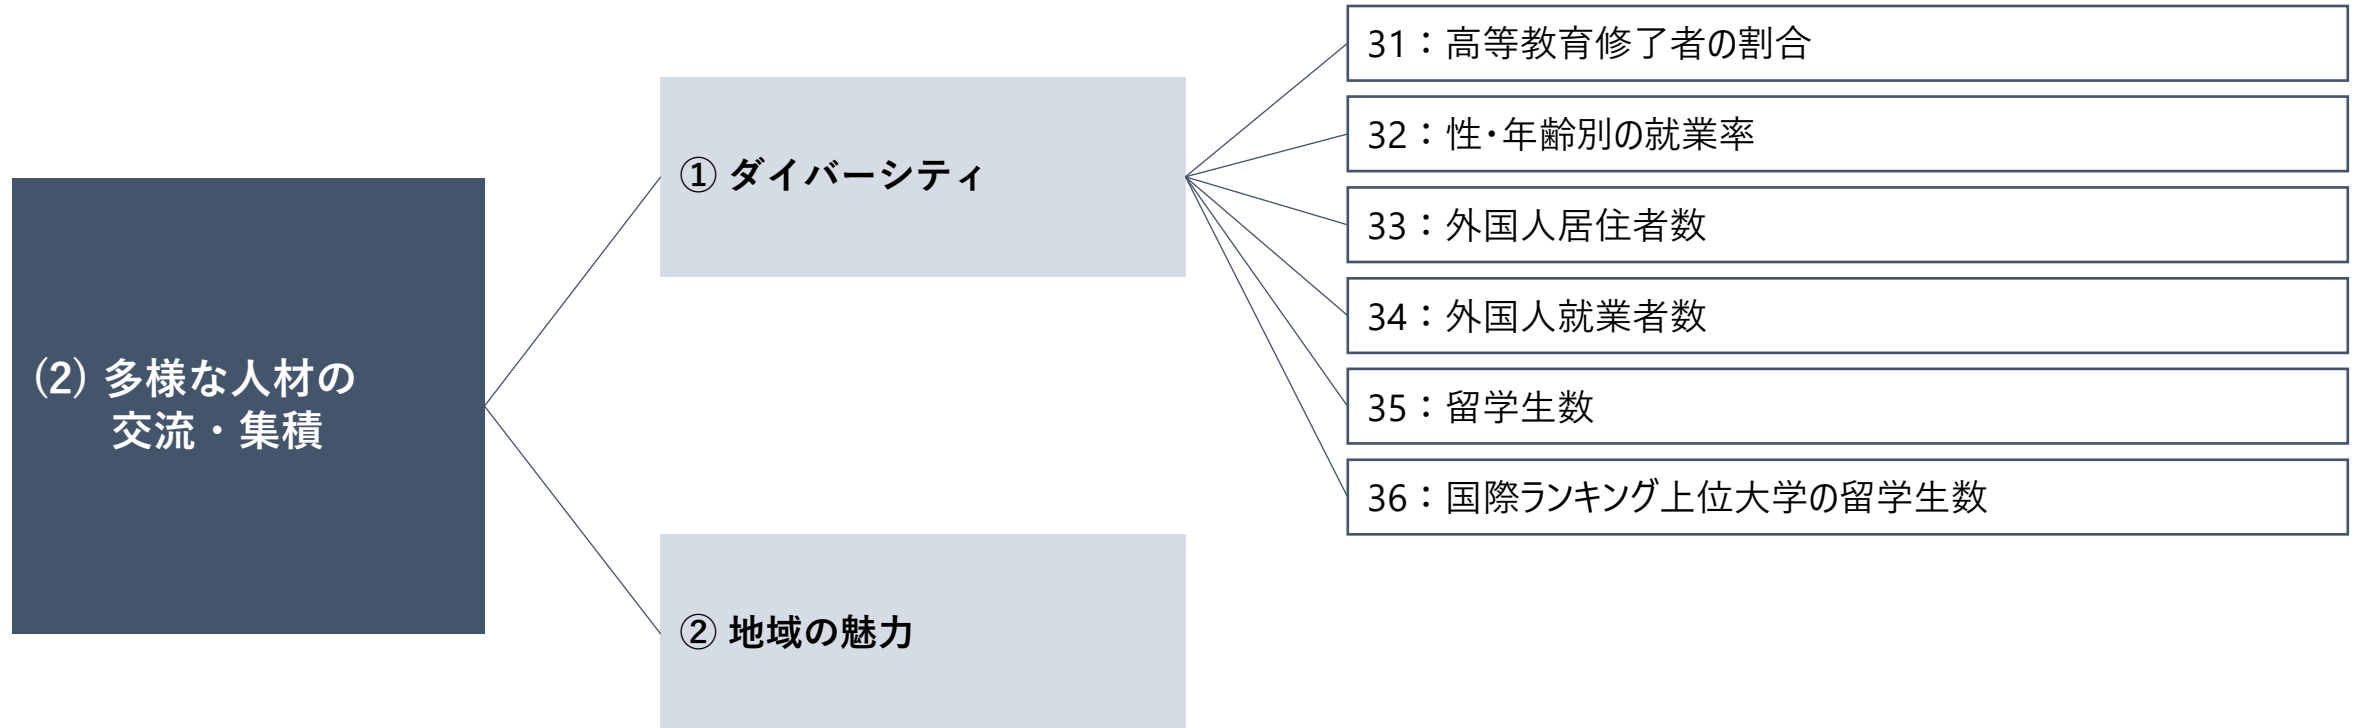 (2) 多様な人材の
交流・集積
① ダイバーシティ
② 地域の魅力
31：高等教育修了者の割合
32：性・年齢別の就業率
33：外国人居住者数
34：外国人就業者数
35：留学生数
36：国際ランキング上位大学の留学生数